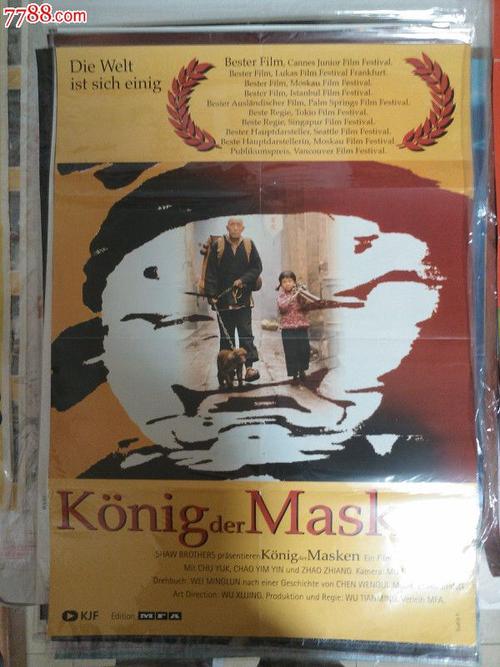 7788.com
Die Welt
ist sich einig
Bester Film, Cannes Junior Film Festival.
Bester Film, Lukas Film Festival Frankfurt.
Bester Film, Moskau Film Festival.
Bester Film, Istanbul Film Festival.
Bester Ausländischer Film, Palm Springs Film Festival.
Beste Regie, Tokio Film Festival.
Beste Regie, Singapur Film Festival.
Bester Hauptdarsteller, Seattle Film Festival.
Beste Hauptdarstellerin, Moskau Film Festival
Publikumspreis, Vancouver Film Festival.
König der Mask
SHAW BROTHERS präsentieren König der Masken Ein Film
Mit CHU YUK, CHAO YIM YIN und ZHAO ZHIANG. Kamera:
Drehbuch: WEI MINGLUN nach einer Geschichte von CHEN WENGUI
Art Direction: WU XUJING. Produktion und Regie: WU TIANMING. Verleih MFA.
KJF Edition MFA